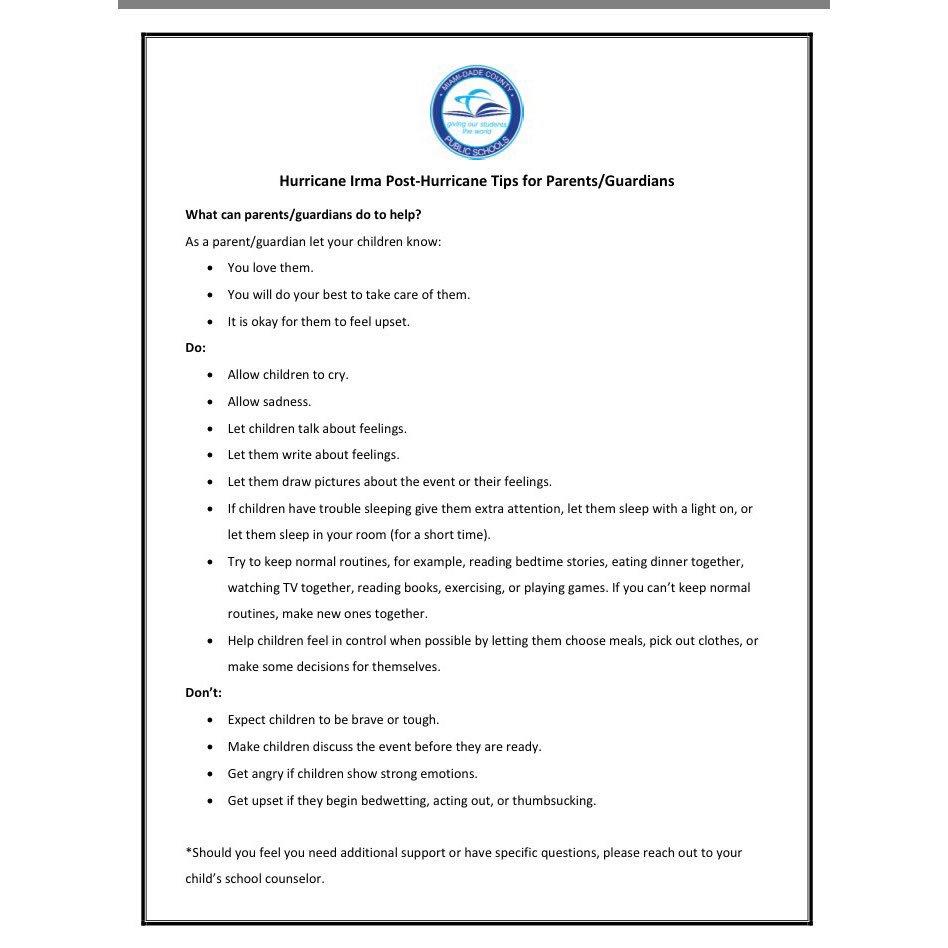 MIAMI-DADE COUNTY
giving our students
the world
PUBLIC SCHOOLS
Hurricane Irma Post-Hurricane Tips for Parents/Guardians
What can parents/guardians do to help?
As a parent/guardian let your children know:
• You love them.
• You will do your best to take care of them.
• It is okay for them to feel upset.
Do:
• Allow children to cry.
• Allow sadness.
• Let children talk about feelings.
• Let them write about feelings.
• Let them draw pictures about the event or their feelings.
• If children have trouble sleeping give them extra attention, let them sleep with a light on, or
let them sleep in your room (for a short time).
• Try to keep normal routines, for example, reading bedtime stories, eating dinner together,
watching TV together, reading books, exercising, or playing games. If you can’t keep normal
routines, make new ones together.
• Help children feel in control when possible by letting them choose meals, pick out clothes, or
make some decisions for themselves.
Don’t:
• Expect children to be brave or tough.
• Make children discuss the event before they are ready.
• Get angry if children show strong emotions.
• Get upset if they begin bedwetting, acting out, or thumbsucking.
*Should you feel you need additional support or have specific questions, please reach out to your
child’s school counselor.